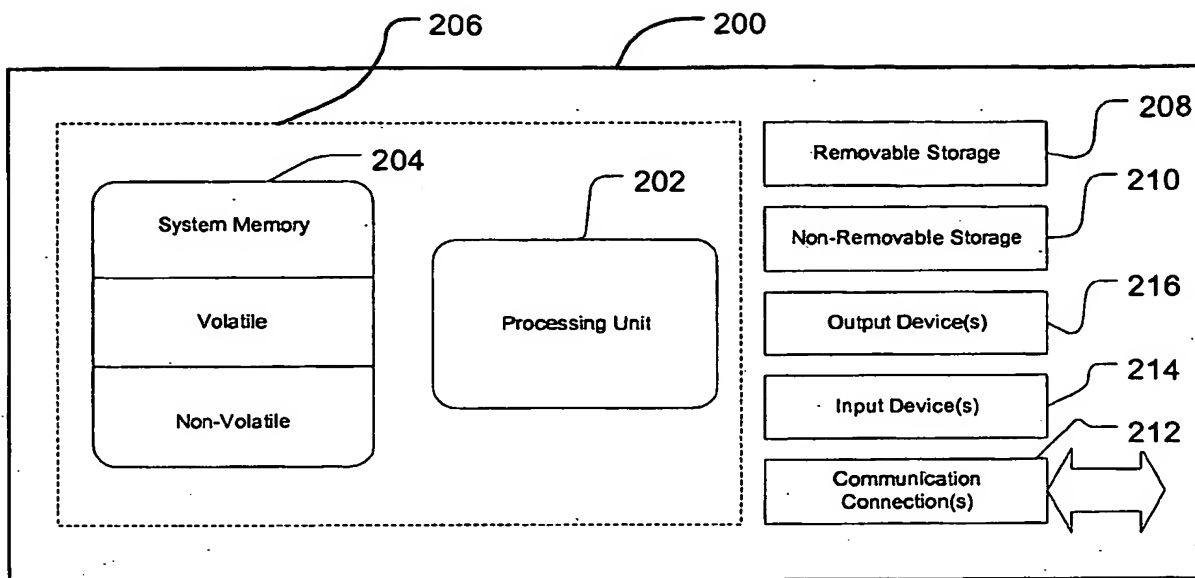 206
200
204
202
System Memory
Volatile
Non-Volatile
Processing Unit
Removable Storage
208
Non-Removable Storage
210
Output Device(s)
216
Input Device(s)
214
Communication
Connection(s)
212